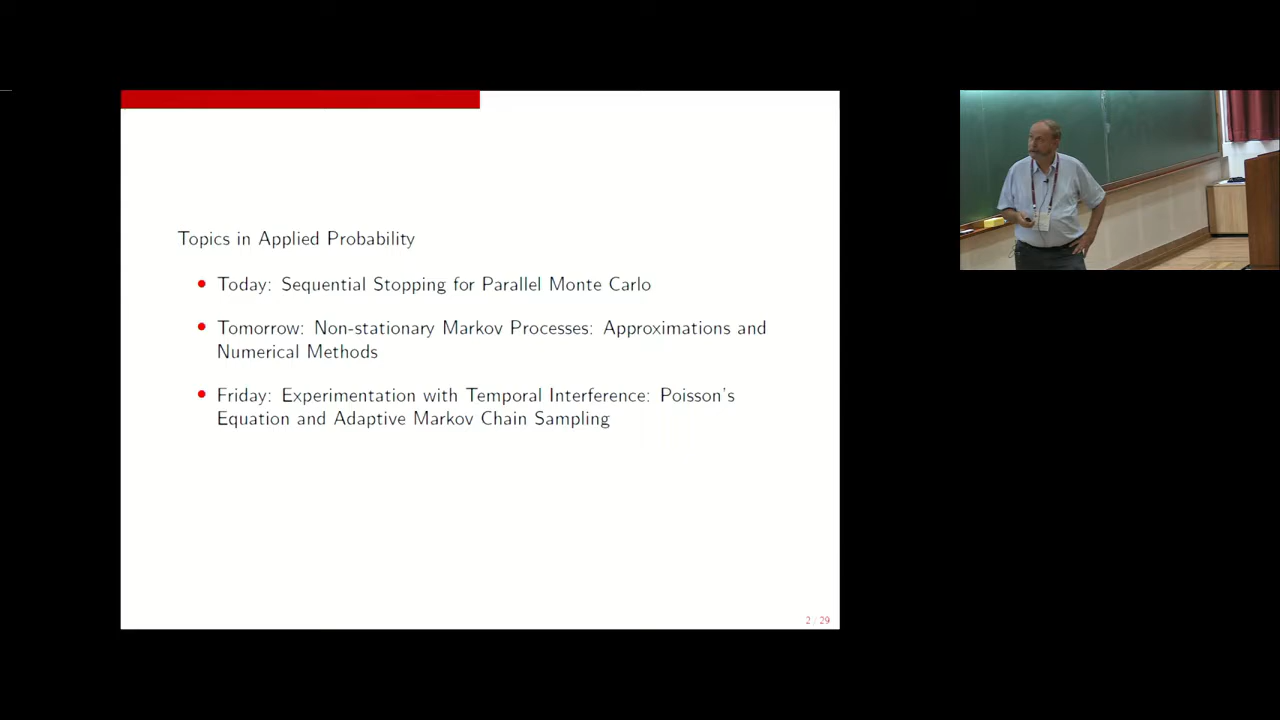 Topics in Applied Probability
Today: Sequential Stopping for Parallel Monte Carlo
Tomorrow: Non-stationary Markov Processes: Approximations and
Numerical Methods
Friday: Experimentation with Temporal Interference: Poisson's
Equation and Adaptive Markov Chain Sampling
2 / 29